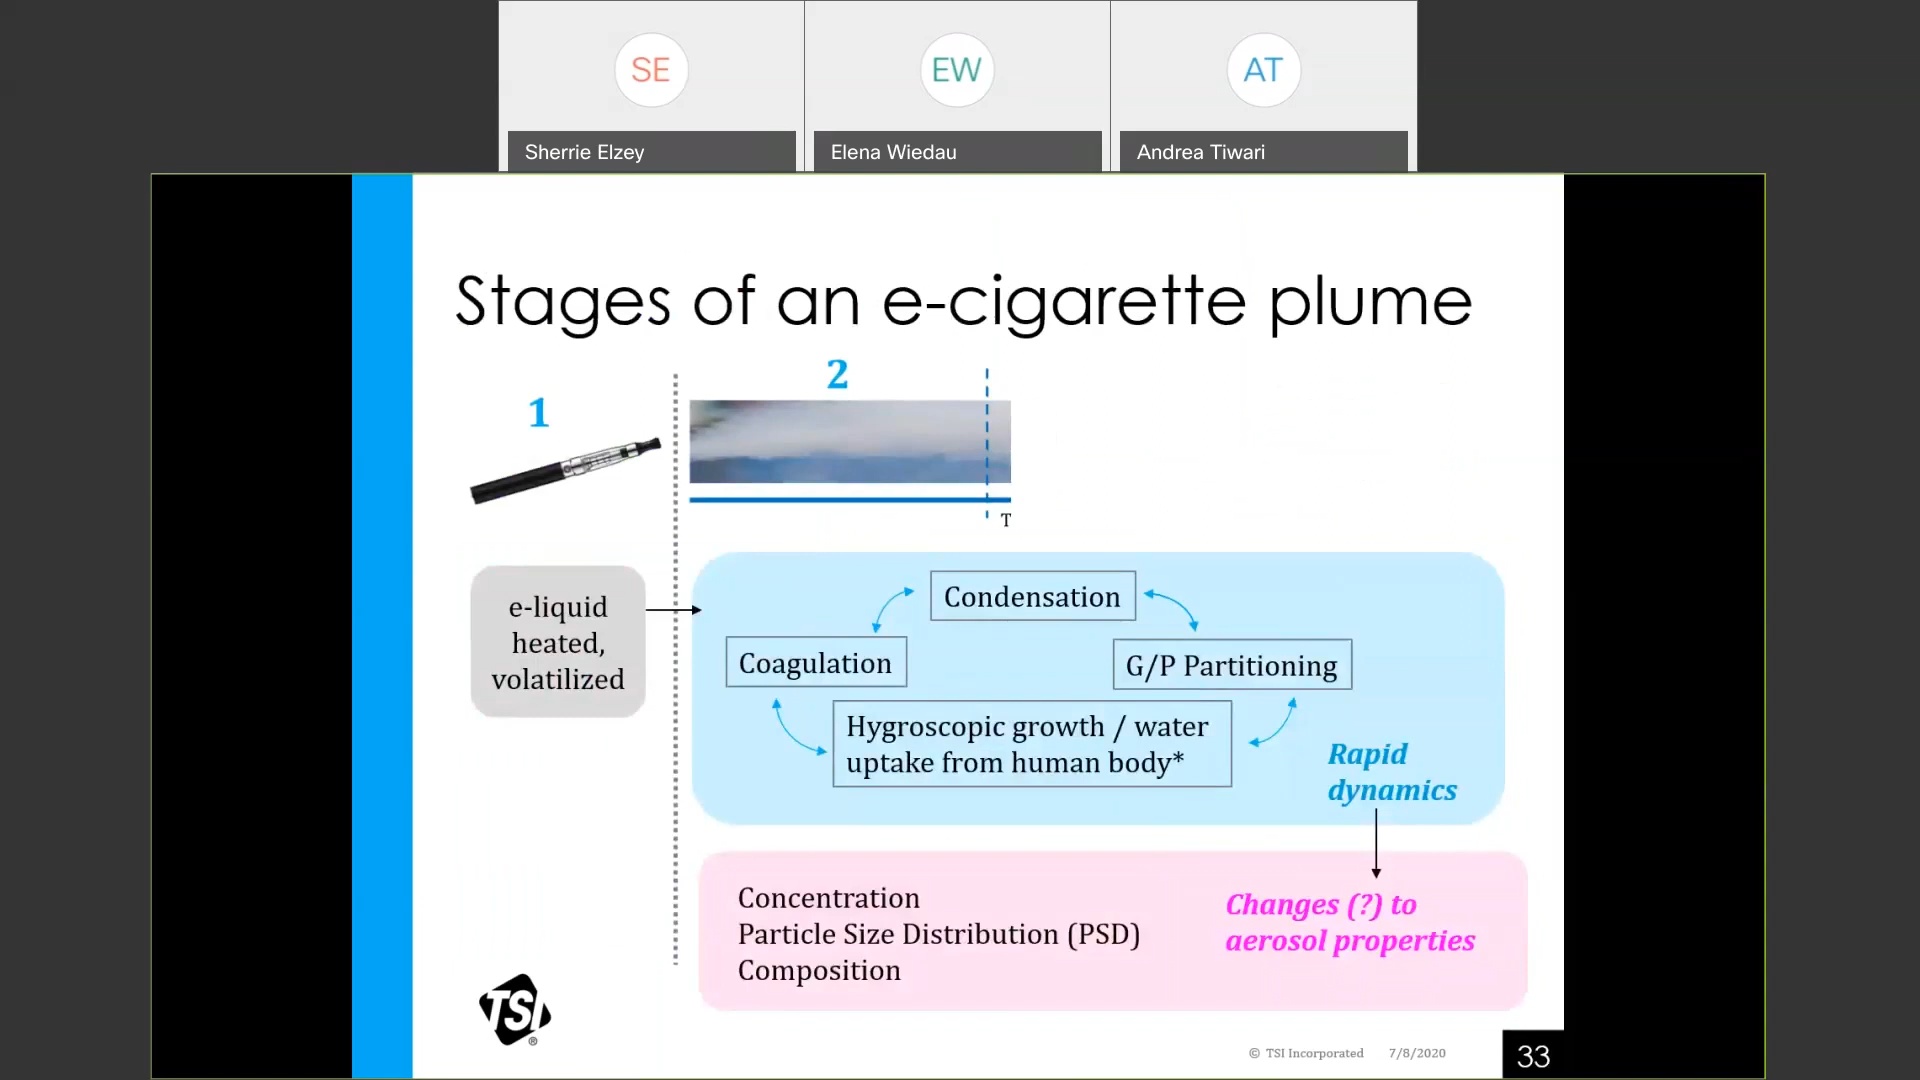 SE
EW
AT
Sherrie Elzey
Elena Wiedau
Andrea Tiwari
Stages of an e-cigarette plume
1
2
T
e-liquid
heated,
volatilized
Condensation
Coagulation
G/P Partitioning
Hygroscopic growth / water
uptake from human body*
Rapid
dynamics
Concentration
Particle Size Distribution (PSD)
Composition
Changes (?) to
aerosol properties
TSI
®
© TSI Incorporated 7/8/2020
33